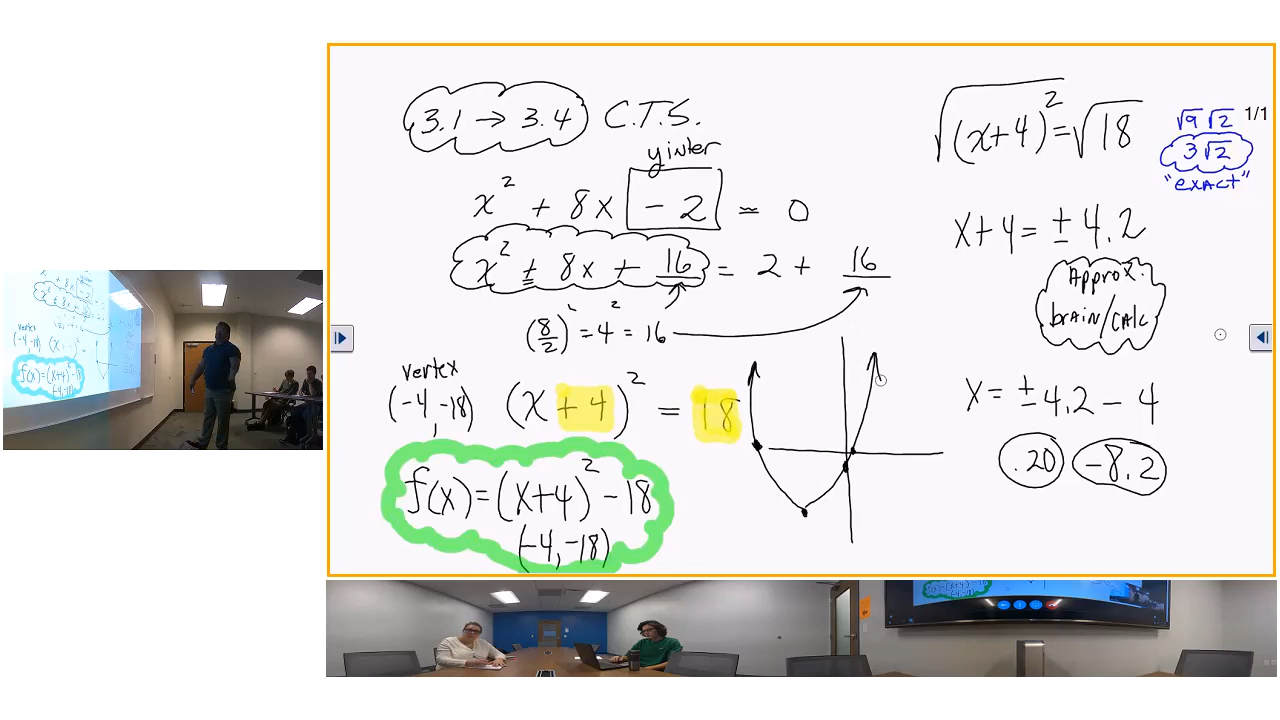 3.1 → 3.4 C.T.S.
y inter
x² + 8x - 2 = 0
x² ± 8x + 16 = 2 + 16
(8/2)² = 4² = 16
vertex
(-4, -18) (x + 4)² = 18
f(x) = (x+4)² - 18
(-4, -18)
√(x+4)² = √18
√9 √2
3√2
"EXACT"
1/1
x + 4 = ± 4.2
Approx.
brain/CALC
x = ± 4.2 - 4
.20 -8.2